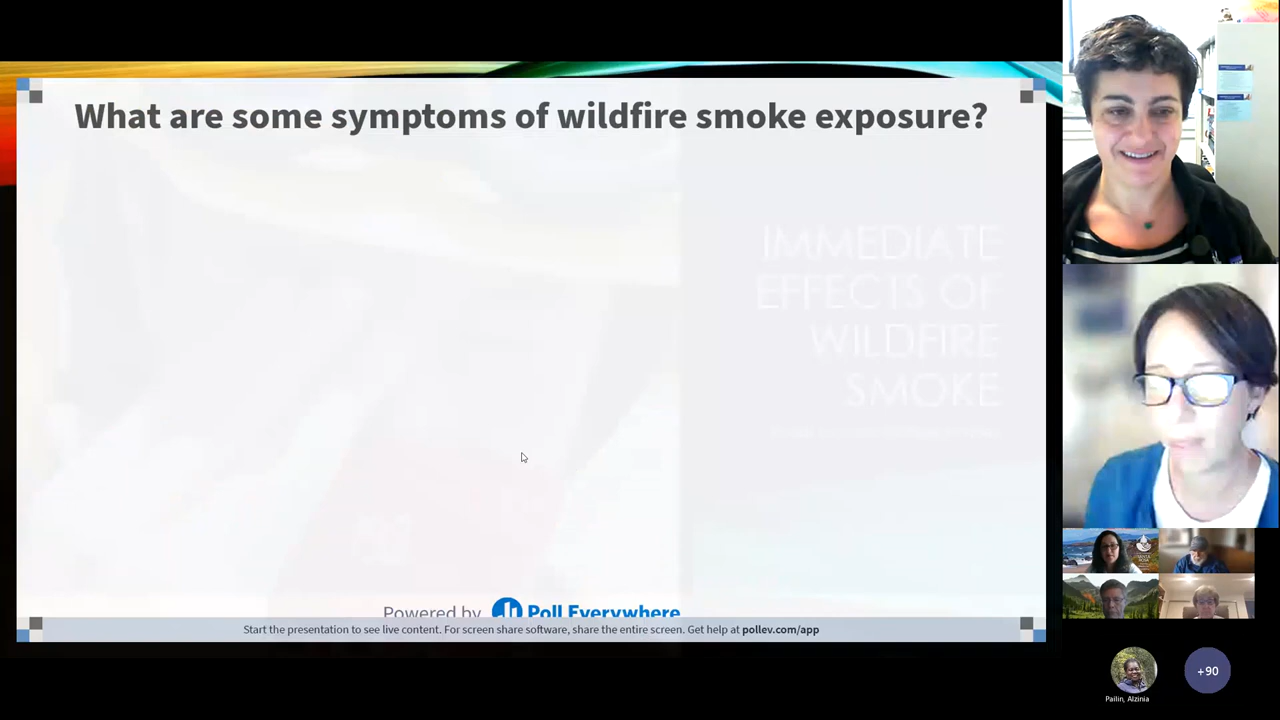 What are some symptoms of wildfire smoke exposure?
IMMEDIATE
EFFECTS OF
WILDFIRE
SMOKE
Powered by Poll Everywhere
Start the presentation to see live content. For screen share software, share the entire screen. Get help at pollev.com/app
Pailin, Alzinia
+90